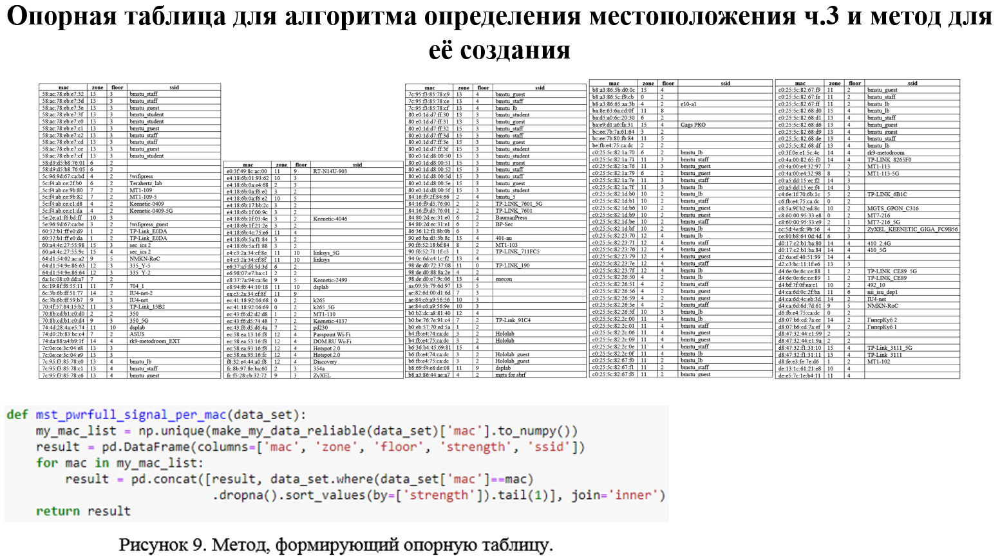 Опорная таблица для алгоритма определения местоположения ч.3 и метод для
её создания
mac zone floor ssid
58:ac:78:eb:e7:32 13 3 bmstu_staff
58:ac:78:eb:e7:3d 13 3 bmstu_staff
58:ac:78:eb:e7:3e 13 3 bmstu_guest
58:ac:78:eb:e7:3f 13 3 bmstu_student
58:ac:78:eb:e7:c0 13 3 bmstu_student
58:ac:78:eb:e7:c1 13 3 bmstu_guest
58:ac:78:eb:e7:c2 13 3 bmstu_staff
58:ac:78:eb:e7:cd 13 3 bmstu_staff
58:ac:78:eb:e7:ce 13 3 bmstu_guest
58:ac:78:eb:e7:cf 13 3 bmstu_student
58:d9:d5:b8:76:01 6 2
58:d9:d5:b8:76:05 6 2
5c:96:9d:67:ca:bd 4 2 !wifipress
5c:f4:ab:ce:2f:b0 6 2 Terahertz_lab
5c:f4:ab:ce:9b:80 7 2 MT1-109
5c:f4:ab:ce:9b:82 7 2 MT1-109-5
5c:f4:ab:ce:c1:d8 4 2 Keenetic-0409
5c:f4:ab:ce:c1:da 4 2 Keenetic-0409-5G
5e:2e:a1:f6:bd:ff 10 3
5e:96:9d:67:ca:be 3 2 !wifipress_guest
60:32:b1:ff:e0:d9 1 2 TP-Link_E0DA
60:32:b1:ff:e0:da 1 2 TP-Link_E0DA
60:a4:4c:27:55:98 15 3 sec_ics 2
60:a4:4c:27:55:9c 15 4 sec_ics 2
64:d1:54:02:ac:a2 9 5 NMKN-RoC
64:d1:54:9e:86:63 12 3 335_Y-5
64:d1:54:9e:86:64 12 3 335_Y-2
6a:1c:08:c0:dd:a7 7 2
6c:19:8f:f6:55:11 11 7 704_1
6c:3b:6b:ff:51:77 14 2 IU4-net-2
6c:3b:6b:ff:59:b7 9 3 IU4-net
70:4f:57:84:15:b2 11 3 TP-Link_15B2
70:8b:cd:b1:c0:d0 2 2 350
70:8b:cd:b1:c0:d4 9 3 350_5G
74:4d:28:4a:e5:74 11 10 dsplab
74:d0:2b:83:bc:c4 7 2 ASUS
74:da:88:a4:b9:1f 14 4 rk9-metodroom_EXT
7c:0e:ce:3c:04:e8 13 3
7c:0e:ce:3c:04:e9 13 3
7c:95:f3:85:78:c0 13 4 bmstu_lb
7c:95:f3:85:78:c1 13 4 bmstu_staff
7c:95:f3:85:78:c6 13 4 bmstu_guest
mac zone floor ssid
e0:3f:49:8c:ac:00 11 9 RT-N14U-903
e4:18:6b:01:93:62 10 3
e4:18:6b:0a:e4:68 2 3
e4:18:6b:0a:f6:e0 3 2
e4:18:6b:0a:f6:e2 10 5
e4:18:6b:17:bb:2c 3 2
e4:18:6b:1f:00:9c 3 2
e4:18:6b:1f:03:4e 3 2 Keenetic-4046
e4:18:6b:1f:21:2e 3 2
e4:18:6b:4c:75:e6 11 4
e4:18:6b:5a:f1:84 3 2
e4:18:6b:5a:f1:88 3 2
e4:c3:2a:34:cf:8e 11 10 linksys_5G
e4:c3:2a:34:cf:8f 11 10 linksys
e6:37:a5:fd:5d:3d 6 2
e6:98:07:e7:ba:c1 2 2
e8:37:7a:94:ca:8e 9 5 Keenetic-2499
e8:94:f6:44:10:18 11 10 dsplab
ea:c3:2a:34:cf:8f 11 9
ec:41:18:92:06:68 0 2 k265
ec:41:18:92:06:69 0 2 k265_5G
ec:43:f6:d2:d2:d8 1 2 MT1-110
ec:43:f6:d5:74:48 7 2 Keenetic-4137
ec:43:f6:d5:d6:4a 7 2 pd230
ec:58:ea:13:16:f8 12 4 Passpoint Wi-Fi
ec:58:ea:53:16:f8 12 4 DOM.RU Wi-Fi
ec:58:ea:93:16:f8 12 4 Hotspot 2.0
ec:58:ea:93:16:fc 12 4 Hotspot 2.0
f8:32:e4:44:a0:f8 12 4 Discovery
fc:8b:97:8e:ba:60 2 3 354a
fc:f5:28:cb:32:72 9 3 ZyXEL
mac zone floor ssid
7c:95:f3:85:78:c9 13 4 bmstu_guest
7c:95:f3:85:78:ce 13 4 bmstu_staff
7c:95:f3:85:78:cf 13 4 bmstu_lb
80:e0:1d:d7:ff:30 13 3 bmstu_student
80:e0:1d:d7:ff:31 13 3 bmstu_guest
80:e0:1d:d7:ff:32 15 3 bmstu_staff
80:e0:1d:d7:ff:3d 15 3 bmstu_staff
80:e0:1d:d7:ff:3e 15 3 bmstu_guest
80:e0:1d:d7:ff:3f 15 3 bmstu_student
80:e0:1d:d8:00:50 15 3 bmstu_student
80:e0:1d:d8:00:51 15 3 bmstu_guest
80:e0:1d:d8:00:52 15 3 bmstu_staff
80:e0:1d:d8:00:5d 15 3 bmstu_staff
80:e0:1d:d8:00:5e 15 3 bmstu_guest
80:e0:1d:d8:00:5f 15 3 bmstu_student
84:16:f9:2f:84:66 2 4 bmstu_5
84:16:f9:d5:76:00 2 2 TP-LINK_7601_5G
84:16:f9:d5:76:01 2 2 TP-LINK_7601
84:80:2d:ec:31:e0 6 2 BaumanPress
84:80:2d:ec:31:e1 6 2 BP-Sec
86:36:12:f1:8b:0b 6 3
90:e6:ba:d3:5b:8c 13 4 401-au
90:f6:52:18:bf:84 8 2 MT1-103
90:f6:52:71:1f:c5 1 2 TP-LINK_711FC5
94:0c:6d:c4:1c:f2 13 4
98:de:d0:72:37:08 11 0 TP-LINK_190
98:de:d0:88:8a:2e 4 2
98:de:d0:e7:9c:06 13 4 enecon
aa:09:5b:79:6d:97 13 5
ae:82:6d:00:d1:6d 7 3
ae:84:c6:a9:56:56 10 3
ae:84:c6:a9:56:9e 10 3
b0:b2:dc:a8:81:40 12 4
b0:be:76:7e:91:c4 7 2 TP-Link_91C4
b0:eb:57:70:ed:5a 1 2
b4:fb:e4:74:ca:dc 3 2 Hololab
b4:fb:e4:75:ca:dc 3 2 Hololab
b6:36:b4:45:69:81 15 4
b6:fb:e4:74:ca:dc 3 2 Hololab_guest
b6:fb:e4:75:ca:dc 3 2 Hololab_guest
b8:69:f4:e8:de:08 11 9 dsplab
b8:a3:86:44:ae:a7 4 2 mgts for sbrf
mac zone floor ssid
b8:a3:86:5b:d0:0c 15 4
b8:a3:86:5c:f9:cb 0 2
b8:a3:86:65:aa:3b 4 2 e10-a1
ba:8e:63:6a:cd:0f 11 8
ba:d5:a0:6c:20:30 6 2
ba:e9:d1:a6:fa:31 15 4 Gags PRO
bc:ee:7b:7a:61:64 3 2
bc:ee:7b:80:fb:84 11 5
be:fb:e4:75:ca:dc 2 2
c0:25:5c:82:1a:70 6 2 bmstu_lb
c0:25:5c:82:1a:71 11 3 bmstu_staff
c0:25:5c:82:1a:76 11 3 bmstu_guest
c0:25:5c:82:1a:79 6 2 bmstu_guest
c0:25:5c:82:1a:7e 11 3 bmstu_staff
c0:25:5c:82:1a:7f 11 3 bmstu_lb
c0:25:5c:82:1d:b0 10 2 bmstu_lb
c0:25:5c:82:1d:b1 10 2 bmstu_staff
c0:25:5c:82:1d:b6 10 2 bmstu_guest
c0:25:5c:82:1d:b9 10 2 bmstu_guest
c0:25:5c:82:1d:be 10 2 bmstu_staff
c0:25:5c:82:1d:bf 10 2 bmstu_lb
c0:25:5c:82:23:70 12 4 bmstu_lb
c0:25:5c:82:23:71 12 4 bmstu_staff
c0:25:5c:82:23:76 12 4 bmstu_guest
c0:25:5c:82:23:79 12 4 bmstu_guest
c0:25:5c:82:23:7e 12 4 bmstu_staff
c0:25:5c:82:23:7f 12 4 bmstu_lb
c0:25:5c:82:26:50 4 2 bmstu_lb
c0:25:5c:82:26:51 4 2 bmstu_staff
c0:25:5c:82:26:56 4 2 bmstu_guest
c0:25:5c:82:26:59 4 2 bmstu_guest
c0:25:5c:82:26:5e 4 2 bmstu_staff
c0:25:5c:82:26:5f 10 3 bmstu_lb
c0:25:5c:82:2c:00 11 4 bmstu_lb
c0:25:5c:82:2c:01 11 4 bmstu_staff
c0:25:5c:82:2c:06 11 4 bmstu_guest
c0:25:5c:82:2c:09 11 4 bmstu_guest
c0:25:5c:82:2c:0e 11 4 bmstu_staff
c0:25:5c:82:2c:0f 11 4 bmstu_lb
c0:25:5c:82:67:f0 11 2 bmstu_lb
c0:25:5c:82:67:f1 11 2 bmstu_staff
c0:25:5c:82:67:f6 11 2 bmstu_guest
mac zone floor ssid
c0:25:5c:82:67:f9 11 2 bmstu_guest
c0:25:5c:82:67:fe 11 2 bmstu_staff
c0:25:5c:82:67:ff 11 2 bmstu_lb
c0:25:5c:82:68:d0 15 4 bmstu_lb
c0:25:5c:82:68:d1 13 4 bmstu_staff
c0:25:5c:82:68:d6 13 4 bmstu_guest
c0:25:5c:82:68:d9 13 4 bmstu_guest
c0:25:5c:82:68:de 13 4 bmstu_staff
c0:25:5c:82:68:df 13 4 bmstu_lb
c0:3f:0e:e1:5c:4c 14 4 rk9-metodroom
c0:4a:00:82:65:f0 14 4 TP-LINK_8265F0
c0:4a:00:e4:32:97 7 2 MT1-113
c0:4a:00:e4:32:98 8 2 MT1-113-5G
c0:a5:dd:15:ec:f2 14 3
c0:a5:dd:15:ec:f4 14 3
c4:6e:1f:70:6b:1c 5 2 TP-LINK_6B1C
c6:fb:e4:75:ca:dc 0 2
c8:5a:9f:b2:ed:8c 10 2 MGTS_GPON_C316
c8:60:00:95:33:e8 0 2 MT7-216
c8:60:00:95:33:e9 2 1 MT7-216_5G
cc:5d:4e:fc:9b:56 4 2 ZyXEL_KEENETIC_GIGA_FC9B56
ce:80:b8:64:0d:4d 6 3
d0:17:c2:b1:ba:80 14 4 410_2.4G
d0:17:c2:b1:ba:84 14 4 410_5G
d2:6a:ef:40:51:99 14 4
d2:c3:bc:11:1f:e6 13 3
d4:6e:0e:6c:ce:88 1 2 TP-LINK_CE89_5G
d4:6e:0e:6c:ce:89 1 2 TP-LINK_CE89
d4:bf:7f:0f:ea:c1 10 2 492_10
d4:ca:6d:0c:2f:ba 11 6 nii_isu_dep1
d4:ca:6d:4c:eb:3d 14 2 IU4-net
d4:ca:6d:6d:7d:61 9 5 NMKN-RoC
d6:fb:e4:75:ca:dc 0 2
d8:07:b6:cd:7a:ee 14 2 ГиперКуб 2
d8:07:b6:cd:7a:ef 9 2 ГиперКуб 1
d8:47:32:44:c1:99 2 2
d8:47:32:44:c1:9a 2 2
d8:47:32:f1:31:10 15 4 TP-Link_3111_5G
d8:47:32:f1:31:11 13 4 TP-Link_3111
d8:fe:e3:fe:7e:d6 1 2 MT1-102
de:13:1c:61:21:e8 10 4
de:e5:7c:1e:b4:11 11 4
def mst_pwrfull_signal_per_mac(data_set):
my_mac_list = np.unique(make_my_data_reliable(data_set)['mac'].to_numpy())
result = pd.DataFrame(columns=['mac', 'zone', 'floor', 'strength', 'ssid'])
for mac in my_mac_list:
result = pd.concat([result, data_set.where(data_set['mac']==mac)
.dropna().sort_values(by=['strength']).tail(1)], join='inner')
return result
Рисунок 9. Метод, формирующий опорную таблицу.